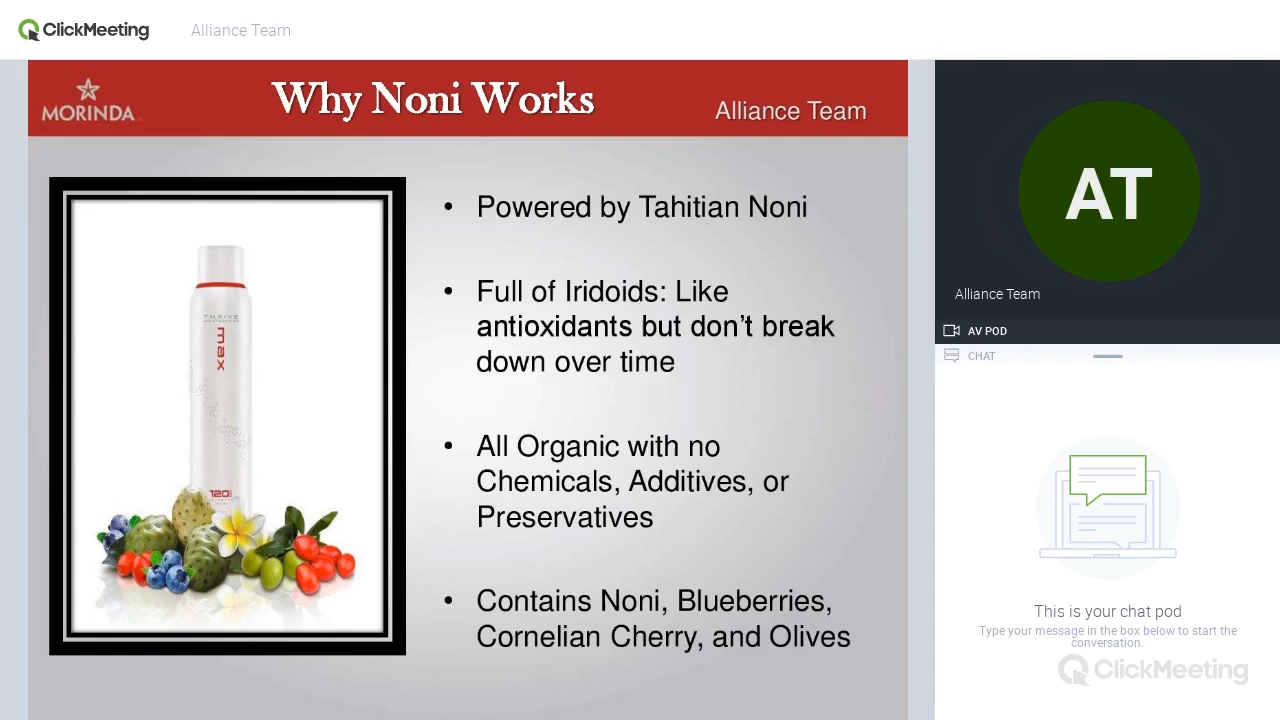 ClickMeeting
Alliance Team
MORINDA
Why Noni Works
Alliance Team
THRIVE
max
120i
• Powered by Tahitian Noni
• Full of Iridoids: Like
antioxidants but don’t break
down over time
• All Organic with no
Chemicals, Additives, or
Preservatives
• Contains Noni, Blueberries,
Cornelian Cherry, and Olives
AT
Alliance Team
AV POD
CHAT
This is your chat pod
Type your message in the box below to start the
conversation.
ClickMeeting